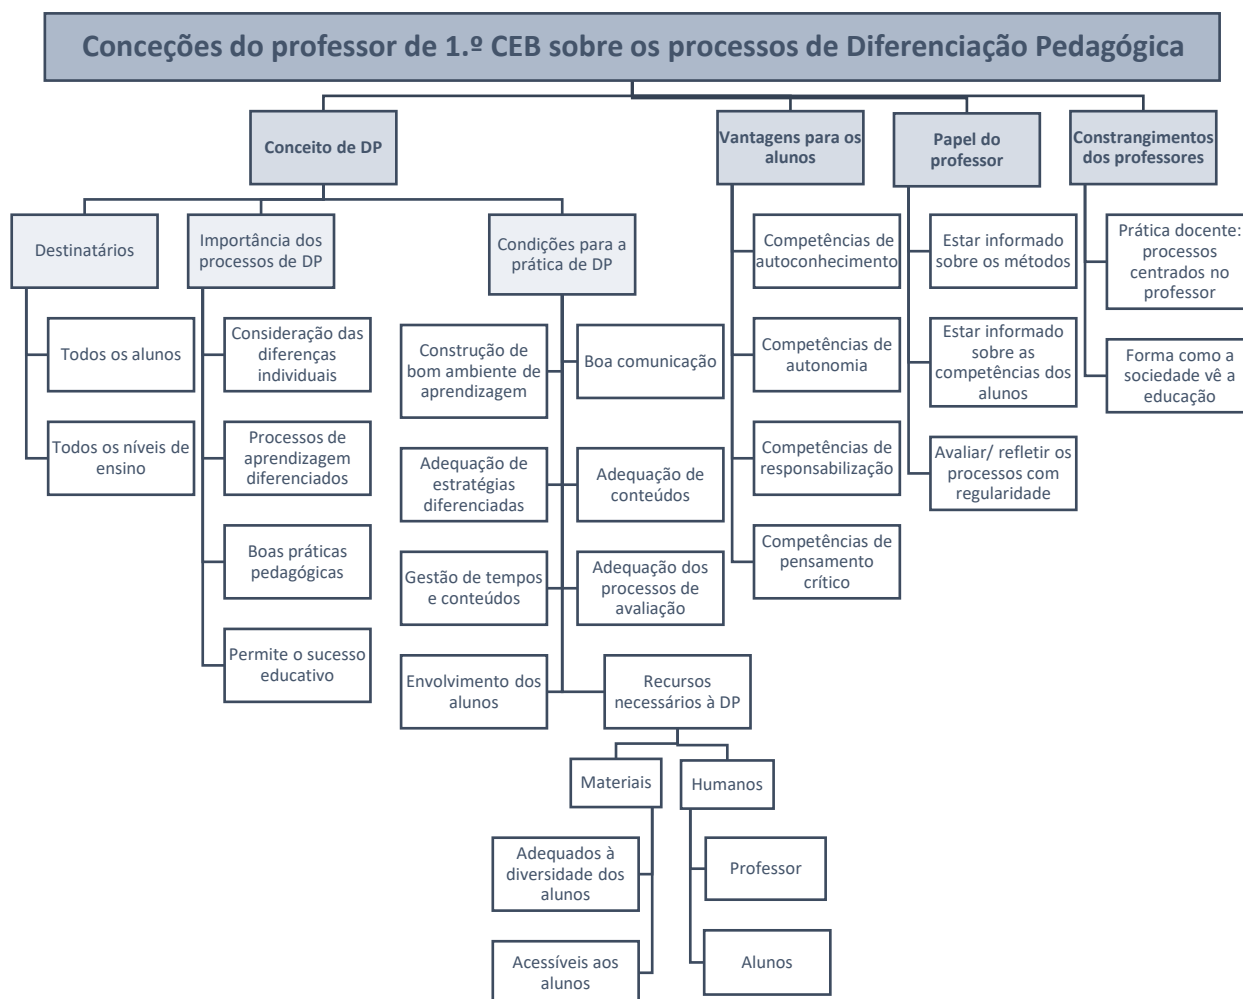 Conceções do professor de 1.º CEB sobre os processos de Diferenciação Pedagógica
Conceito de DP
Destinatários
Todos os alunos
Todos os níveis de
ensino
Importância dos
processos de DP
Consideração das
diferenças
individuais
Processos de
aprendizagem
diferenciados
Boas práticas
pedagógicas
Permite o sucesso
educativo
Condições para a
prática de DP
Construção de
bom ambiente de
aprendizagem
Boa comunicação
Adequação de
estratégias
diferenciadas
Adequação de
conteúdos
Gestão de tempos
e conteúdos
Adequação dos
processos de
avaliação
Envolvimento dos
alunos
Recursos
necessários à DP
Materiais
Adequados à
diversidade dos
alunos
Acessíveis aos
alunos
Humanos
Professor
Alunos
Vantagens para os
alunos
Competências de
autoconhecimento
Competências de
autonomia
Competências de
responsabilização
Competências de
pensamento
crítico
Papel do
professor
Estar informado
sobre os métodos
Estar informado
sobre as
competências dos
alunos
Avaliar/ refletir os
processos com
regularidade
Constrangimentos
dos professores
Prática docente:
processos
centrados no
professor
Forma como a
sociedade vê a
educação